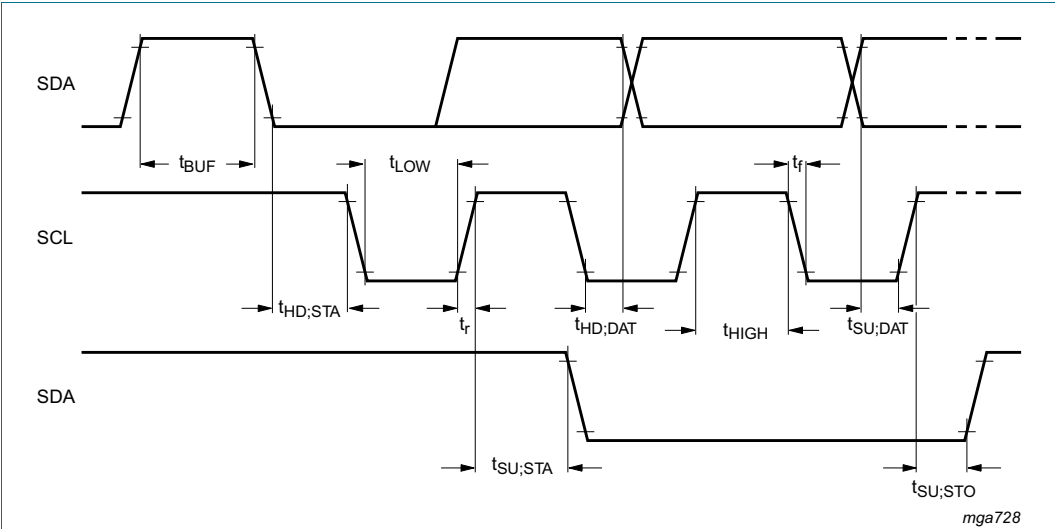 SDA
tBUF
tLOW
tf
SCL
tHD;STA
tr
tHD;DAT
tHIGH
tSU;DAT
SDA
tSU;STA
tSU;STO
mga728